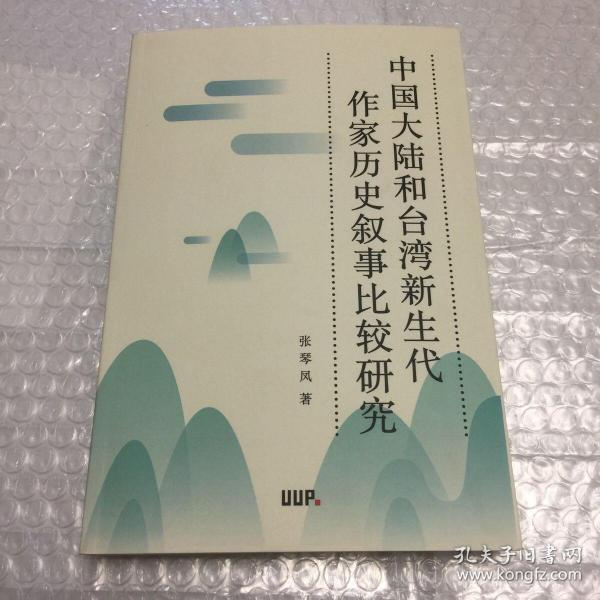 中国大陆和台湾新生代
作家历史叙事比较研究
张琴凤 著
UUP.
孔夫子旧书网
www.kongfz.com